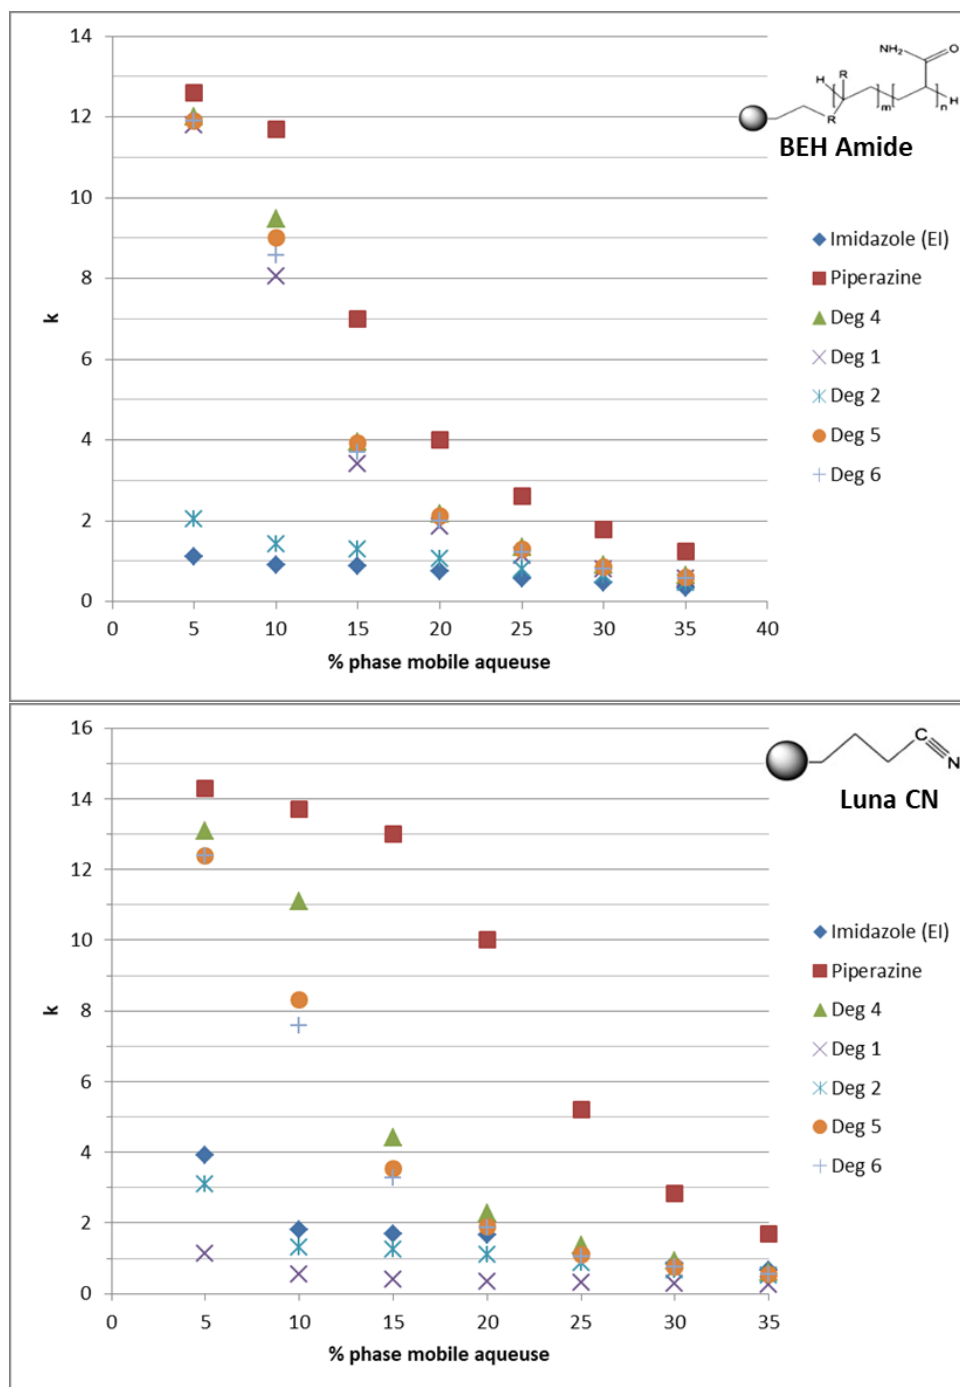 14
12
10
8
6
4
2
0
k
0 5 10 15 20 25 30 35 40
% phase mobile aqueuse
NH₂ O
H R
m n H
R
BEH Amide
Imidazole (EI)
Piperazine
Deg 4
Deg 1
Deg 2
Deg 5
Deg 6
16
14
12
10
8
6
4
2
0
k
0 5 10 15 20 25 30 35
% phase mobile aqueuse
C
N
Luna CN
Imidazole (EI)
Piperazine
Deg 4
Deg 1
Deg 2
Deg 5
Deg 6